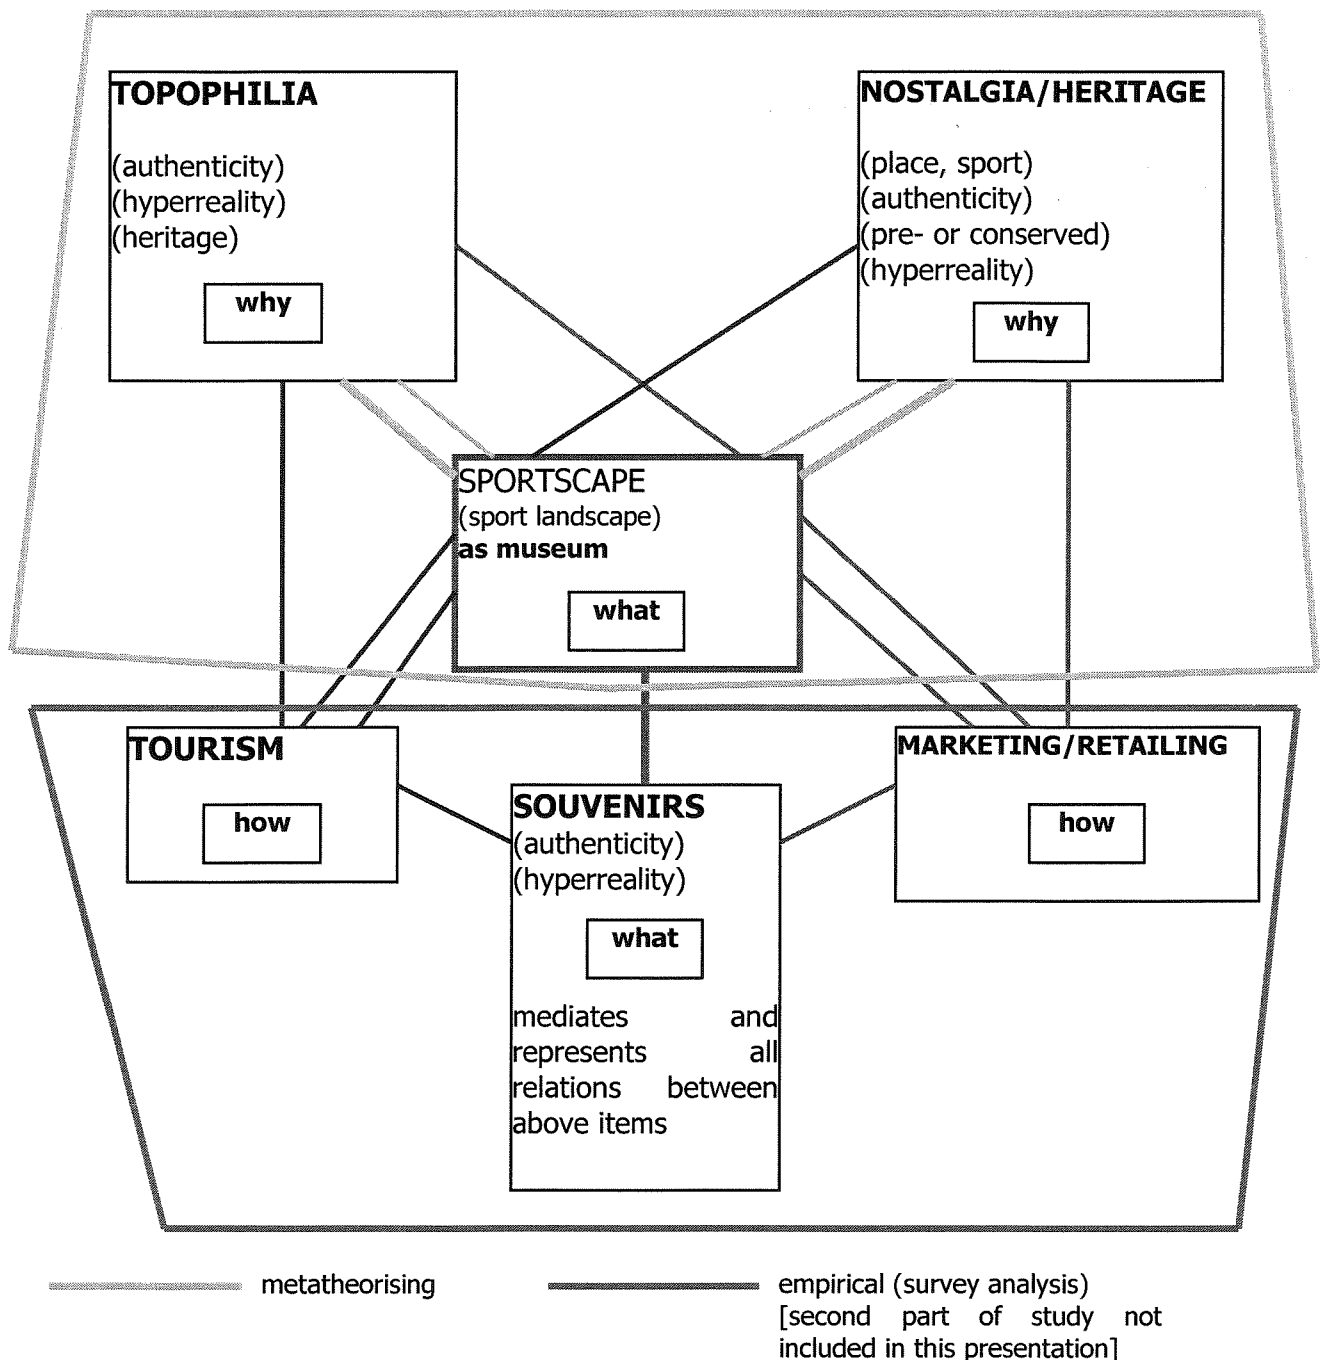 TOPOPHILIA
(authenticity)
(hyperreality)
(heritage)
why
NOSTALGIA/HERITAGE
(place, sport)
(authenticity)
(pre- or conserved)
(hyperreality)
why
SPORTSCAPE
(sport landscape)
as museum
what
TOURISM
how
SOUVENIRS
(authenticity)
(hyperreality)
what
mediates and
represents all
relations between
above items
MARKETING/RETAILING
how
metatheorising
empirical (survey analysis)
[second part of study not
included in this presentation]